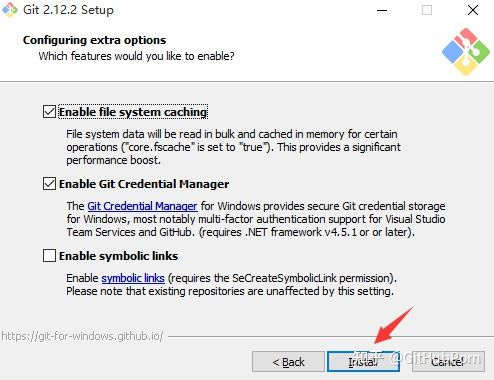 Git 2.12.2 Setup
Configuring extra options
Which features would you like to enable?
Enable file system caching
File system data will be read in bulk and cached in memory for certain
operations ("core.fscache" is set to "true"). This provides a significant
performance boost.
Enable Git Credential Manager
The Git Credential Manager for Windows provides secure Git credential storage
for Windows, most notably multi-factor authentication support for Visual Studio
Team Services and GitHub. (requires .NET framework v4.5.1 or or later).
Enable symbolic links
Enable symbolic links (requires the SeCreateSymbolicLink permission).
Please note that existing repositories are unaffected by this setting.
https://git-for-windows.github.io/
< Back Install Cancel
知乎 @GitHubPorn